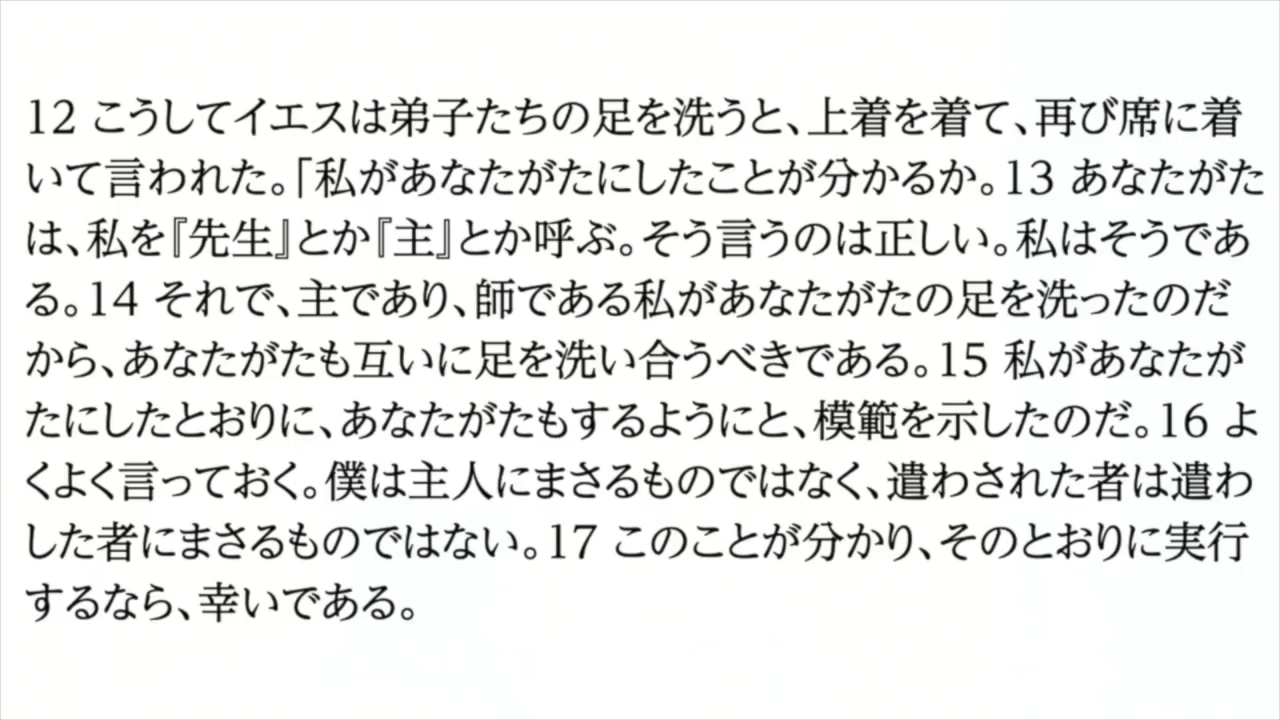 12 こうしてイエスは弟子たちの足を洗うと、上着を着て、再び席に着
いて言われた。「私があなたがたにしたことが分かるか。13 あなたがた
は、私を『先生』とか『主』とか呼ぶ。そう言うのは正しい。私はそうであ
る。14 それで、主であり、師である私があなたがたの足を洗ったのだ
から、あなたがたも互いに足を洗い合うべきである。15 私があなたが
たにしたとおりに、あなたがたもするようにと、模範を示したのだ。16 よ
くよく言っておく。僕は主人にまさるものではなく、遣わされた者は遣わ
した者にまさるものではない。17 このことが分かり、そのとおりに実行
するなら、幸いである。